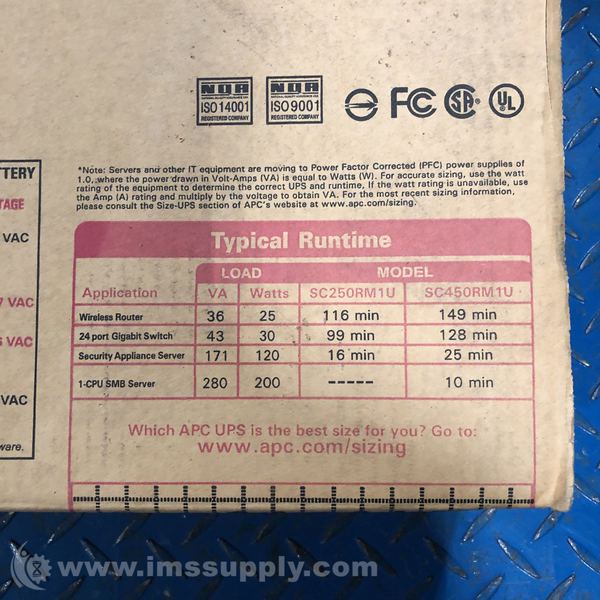 NQA
ISO14001
REGISTERED COMPANY
NQA
ISO9001
REGISTERED COMPANY
FC
SA
UL
*Note: Servers and other IT equipment are moving to Power Factor Corrected (PFC) power supplies of
1.0, where the power drawn in Volt-Amps (VA) is equal to Watts (W). For accurate sizing, use the watt
rating of the equipment to determine the correct UPS and runtime, If the watt rating is unavailable, use
the Amp (A) rating and multiply by the voltage to obtain VA. For the most recent sizing information,
please consult the Size-UPS section of APC's website at www.apc.com/sizing.
TTERY
TAGE
VAC
7 VAC
VAC
VAC
ware.
Typical Runtime
LOAD MODEL
Application VA Watts SC250RM1U SC450RM1U
Wireless Router 36 25 116 min 149 min
24 port Gigabit Switch 43 30 99 min 128 min
Security Appliance Server 171 120 16 min 25 min
1-CPU SMB Server 280 200 ----- 10 min
Which APC UPS is the best size for you? Go to:
www.apc.com/sizing
www.imssupply.com